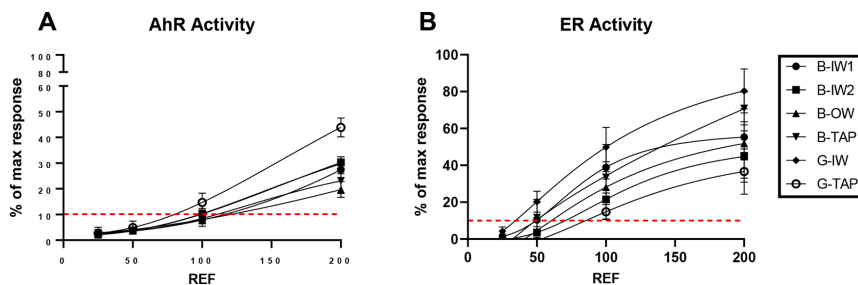 A
AhR Activity
% of max response
100
80
60
50
40
30
20
10
0
0
50
100
150
200
REF
B
ER Activity
% of max response
100
80
60
40
20
0
0
50
100
150
200
REF
B-IW1
B-IW2
B-OW
B-TAP
G-IW
G-TAP